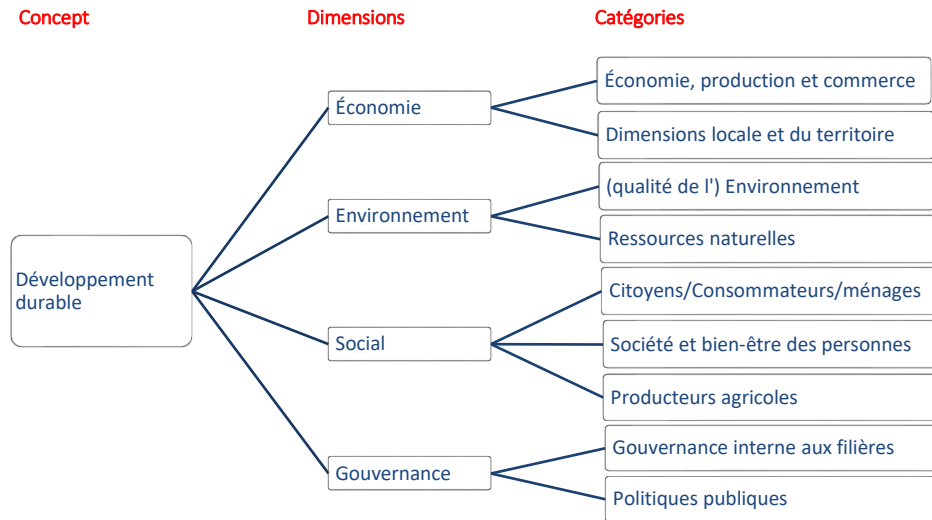 Concept
Dimensions
Catégories
Économie, production et commerce
Économie
Dimensions locale et du territoire
(qualité de l') Environnement
Environnement
Ressources naturelles
Développement
durable
Citoyens/Consommateurs/ménages
Social
Société et bien-être des personnes
Producteurs agricoles
Gouvernance interne aux filières
Gouvernance
Politiques publiques